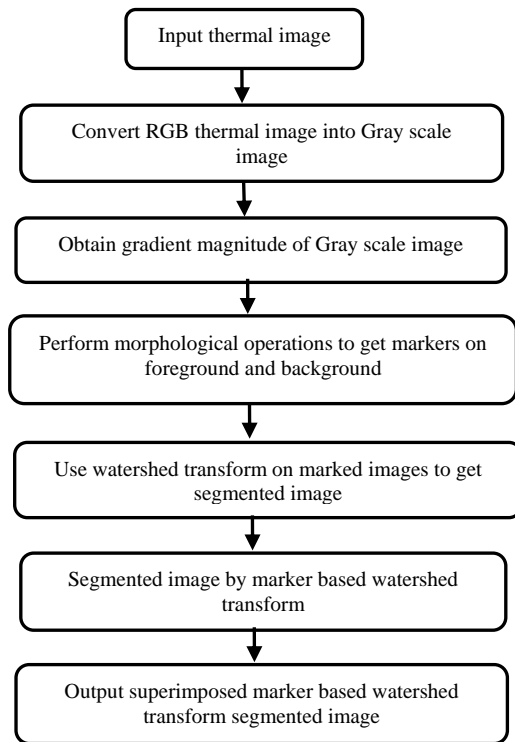 Input thermal image
Convert RGB thermal image into Gray scale
image
Obtain gradient magnitude of Gray scale image
Perform morphological operations to get markers on
foreground and background
Use watershed transform on marked images to get
segmented image
Segmented image by marker based watershed
transform
Output superimposed marker based watershed
transform segmented image